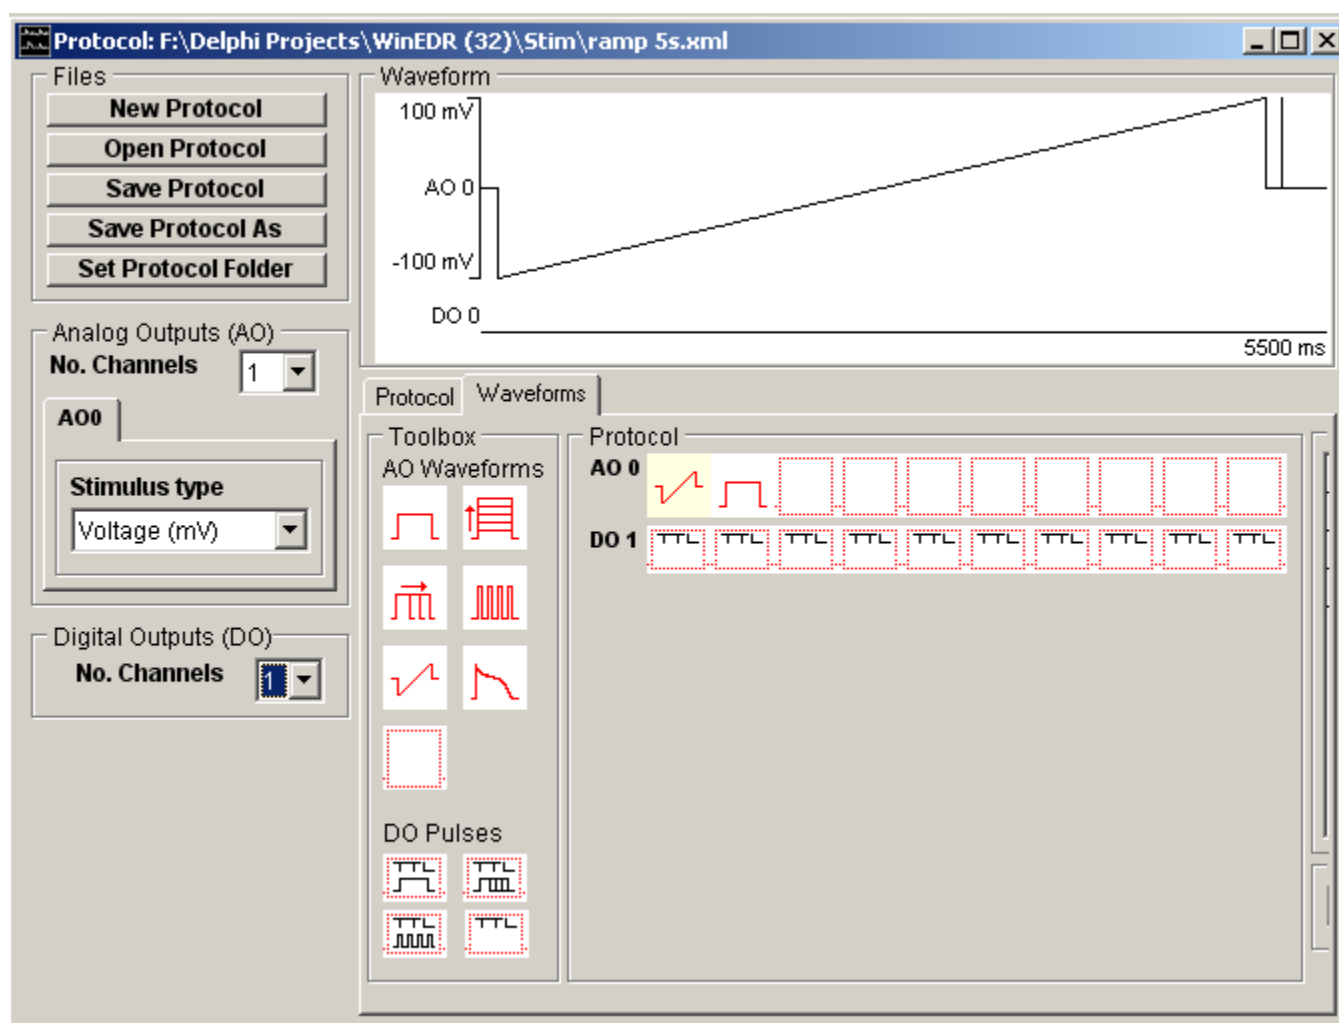 Protocol: F:\Delphi Projects\WinEDR (32)\Stim\ramp 5s.xml
Files
New Protocol
Open Protocol
Save Protocol
Save Protocol As
Set Protocol Folder
Waveform
100 mV
AO 0
-100 mV
DO 0
5500 ms
Analog Outputs (AO)
No. Channels 1
AO0
Stimulus type
Voltage (mV)
Digital Outputs (DO)
No. Channels 1
Protocol Waveforms
Toolbox
AO Waveforms
DO Pulses
TTL TTL
TTL TTL
Protocol
AO 0
DO 1 TTL TTL TTL TTL TTL TTL TTL TTL TTL TTL